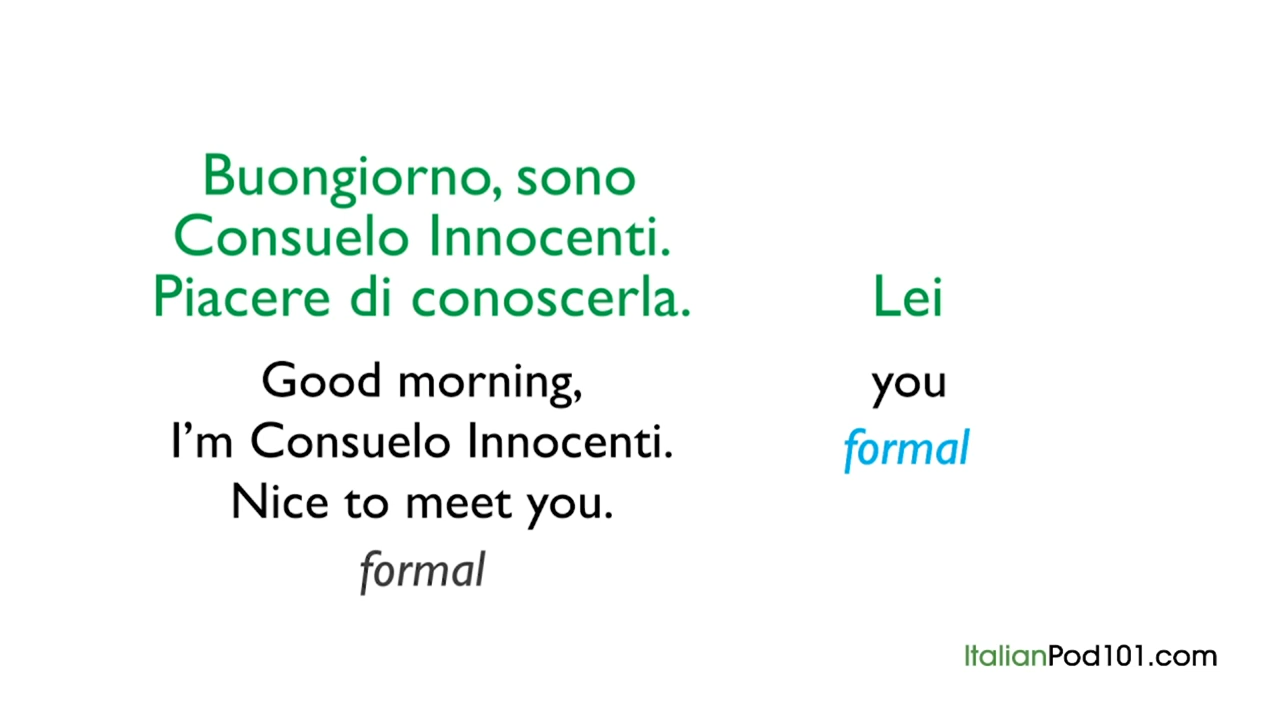 Buongiorno, sono
Consuelo Innocenti.
Piacere di conoscerla.
Good morning,
I'm Consuelo Innocenti.
Nice to meet you.
formal
Lei
you
formal
ItalianPod101.com